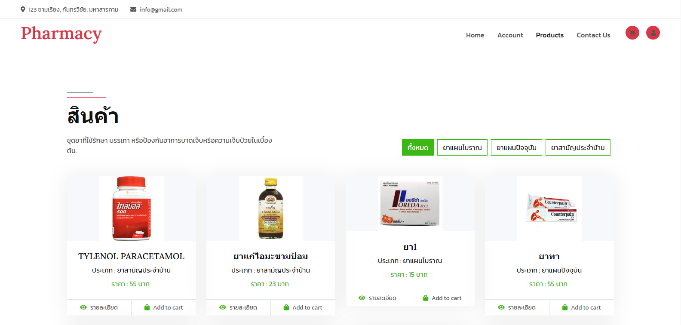 123 ขามเรียง, กันทรวิชัย, มหาสารคาม info@gmail.com
Pharmacy Home Account Products Contact Us
สินค้า
ชุดยาที่ใช้รักษา บรรเทา หรือป้องกันอาการบาดเจ็บหรือความเจ็บป่วยในเบื้อง
ต้น.
ทั้งหมด ยาแผนโบราณ ยาแผนปัจจุบัน ยาสามัญประจำบ้าน
OREDA
Counterpain
Counterpain
TYLENOL PARACETAMOL ยาแก้ไอมะขามป้อม ยา1 ยาทา
ประเภท : ยาสามัญประจำบ้าน ประเภท : ยาสามัญประจำบ้าน ประเภท : ยาแผนโบราณ ประเภท : ยาแผนปัจจุบัน
ราคา : 55 บาท ราคา : 23 บาท ราคา : 15 บาท ราคา : 55 บาท
รายละเอียด Add to cart รายละเอียด Add to cart รายละเอียด Add to cart รายละเอียด Add to cart